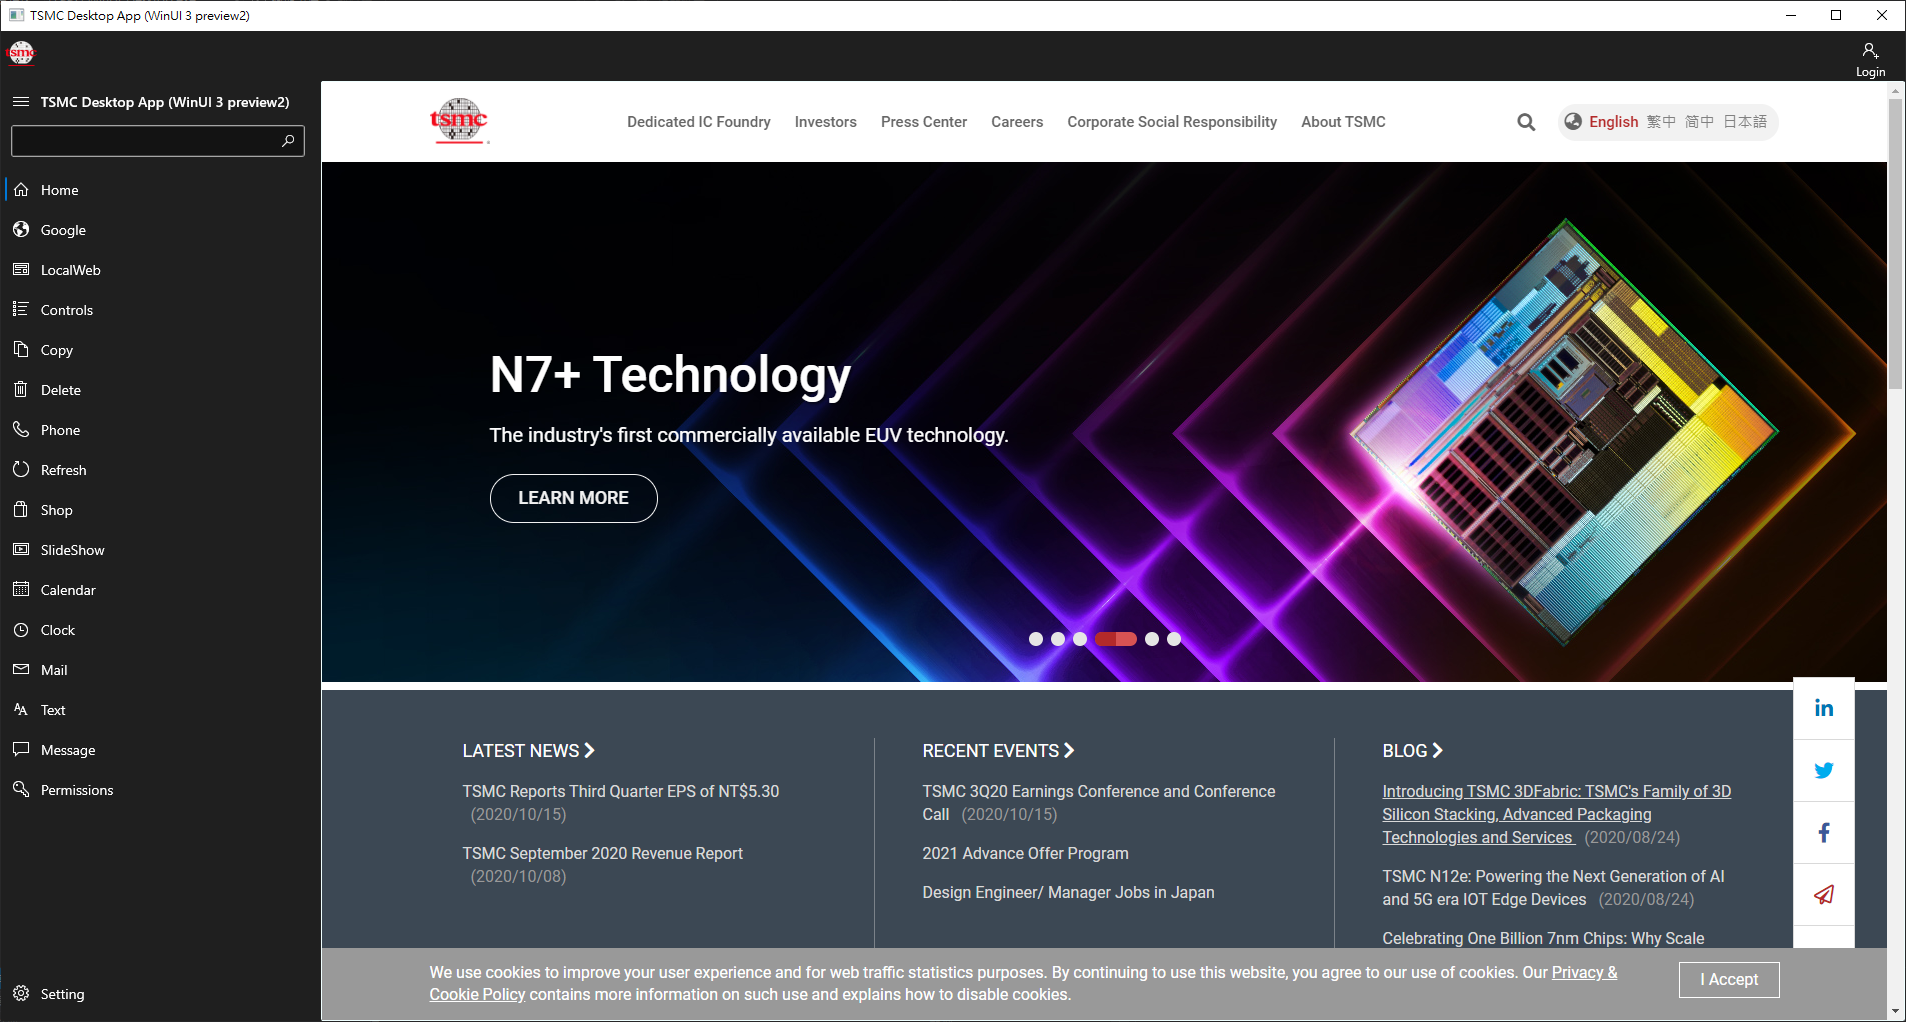 TSMC Desktop App (WinUI 3 preview2)
tsmc
Login
TSMC Desktop App (WinUI 3 preview2)
Home
Google
LocalWeb
Controls
Copy
Delete
Phone
Refresh
Shop
SlideShow
Calendar
Clock
Mail
Text
Message
Permissions
Setting
tsmc
Dedicated IC Foundry
Investors
Press Center
Careers
Corporate Social Responsibility
About TSMC
English 繁中 简中 日本語
N7+ Technology
The industry's first commercially available EUV technology.
LEARN MORE
LATEST NEWS
TSMC Reports Third Quarter EPS of NT$5.30
(2020/10/15)
TSMC September 2020 Revenue Report
(2020/10/08)
RECENT EVENTS
TSMC 3Q20 Earnings Conference and Conference
Call (2020/10/15)
2021 Advance Offer Program
Design Engineer/ Manager Jobs in Japan
BLOG
Introducing TSMC 3DFabric: TSMC's Family of 3D
Silicon Stacking, Advanced Packaging
Technologies and Services (2020/08/24)
TSMC N12e: Powering the Next Generation of AI
and 5G era IOT Edge Devices (2020/08/24)
Celebrating One Billion 7nm Chips: Why Scale
in
f
We use cookies to improve your user experience and for web traffic statistics purposes. By continuing to use this website, you agree to our use of cookies. Our Privacy &
Cookie Policy contains more information on such use and explains how to disable cookies.
I Accept